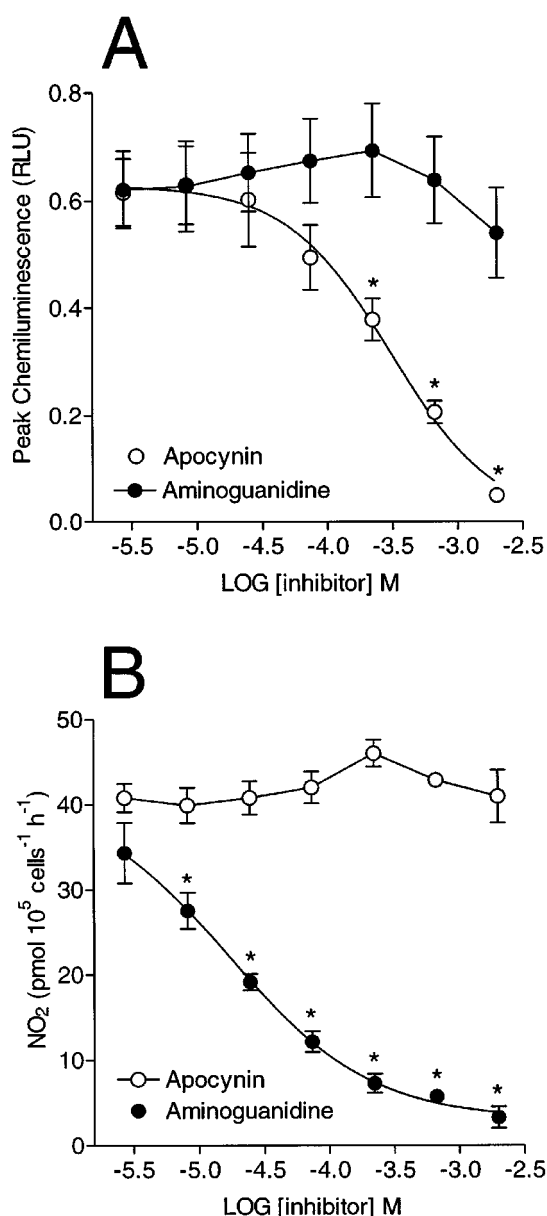 A
Peak Chemiluminescence (RLU)
0.8
0.6
0.4
0.2
0.0
*
*
*
Apocynin
Aminoguanidine
-5.5 -5.0 -4.5 -4.0 -3.5 -3.0 -2.5
LOG [inhibitor] M
B
NO₂ (pmol 10⁵ cells⁻¹ h⁻¹)
50
40
30
20
10
0
*
*
*
*
*
*
Apocynin
Aminoguanidine
-5.5 -5.0 -4.5 -4.0 -3.5 -3.0 -2.5
LOG [inhibitor] M